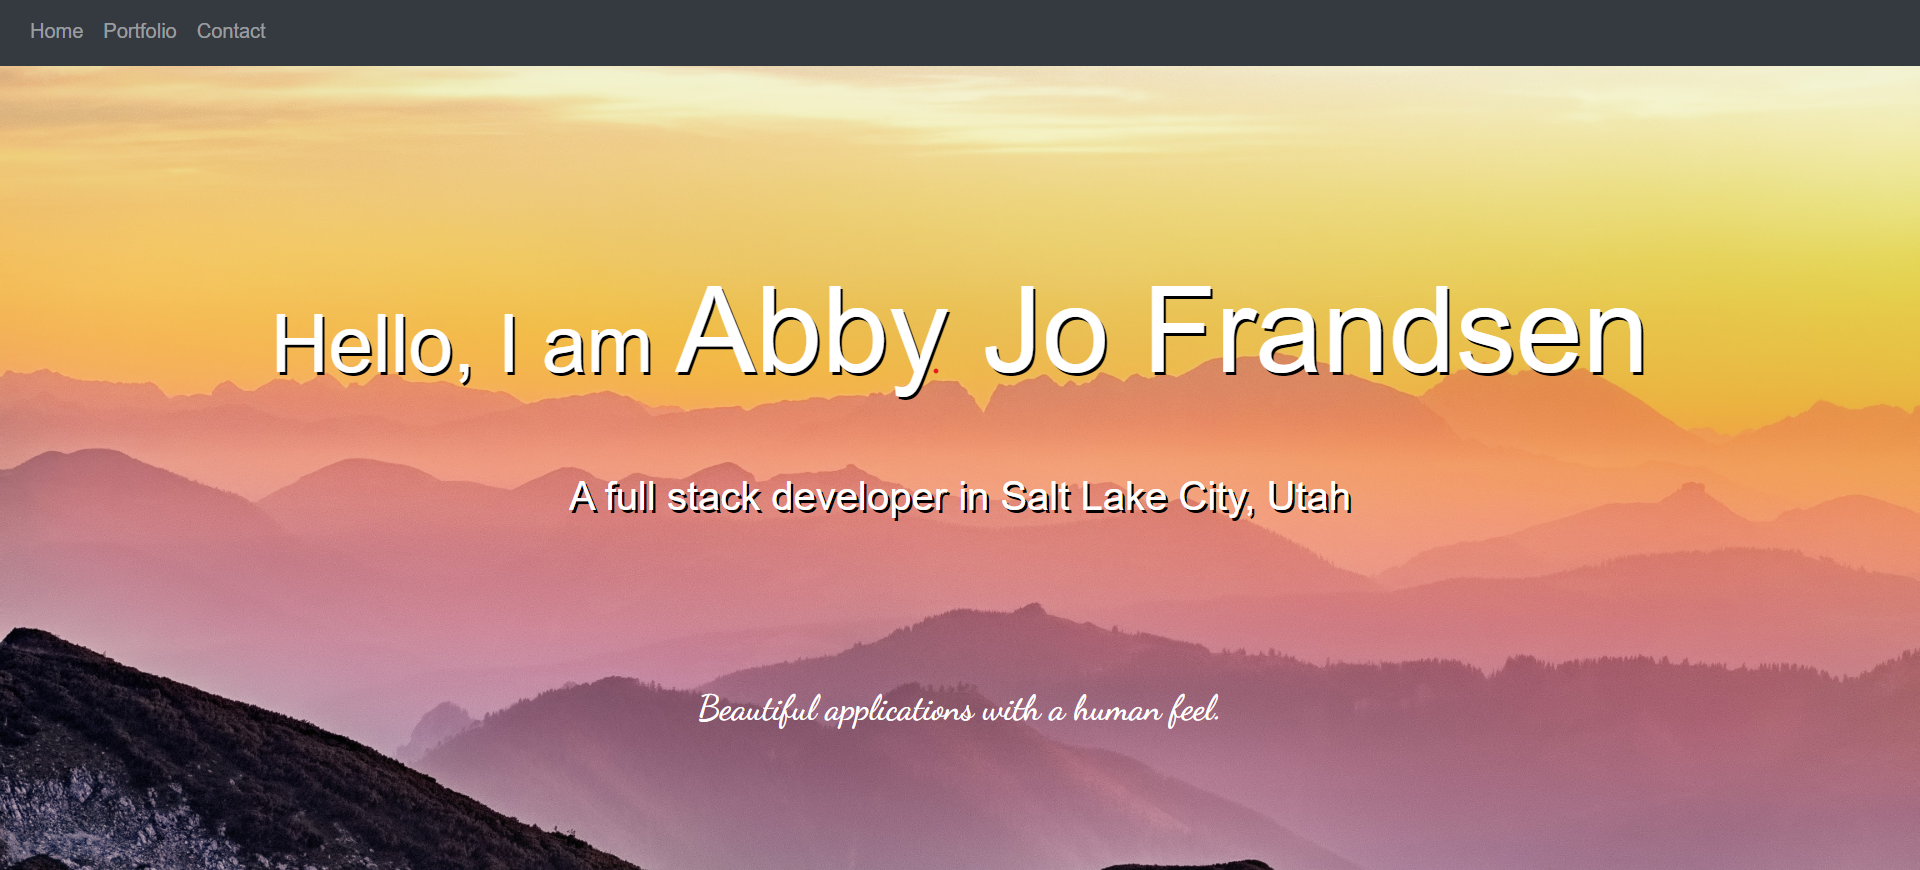 Home Portfolio Contact
Hello, I am Abby Jo Frandsen
A full stack developer in Salt Lake City, Utah
Beautiful applications with a human feel.